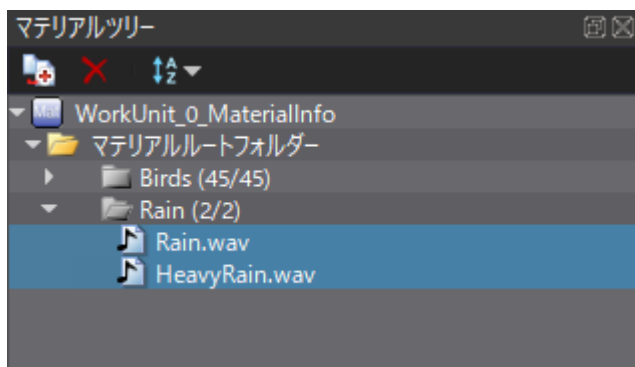 マテリアルツリー
WorkUnit_0_MaterialInfo
マテリアルルートフォルダー
Birds (45/45)
Rain (2/2)
Rain.wav
HeavyRain.wav